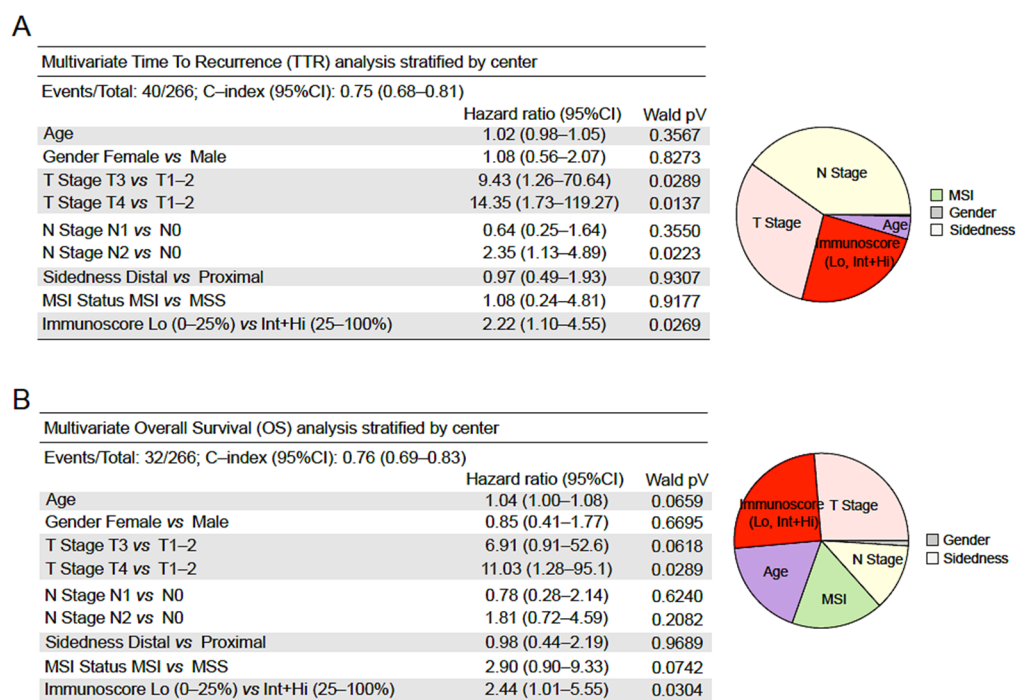 A
Multivariate Time To Recurrence (TTR) analysis stratified by center
Events/Total: 40/266; C–index (95%CI): 0.75 (0.68–0.81)
Hazard ratio (95%CI) Wald pV
Age 1.02 (0.98–1.05) 0.3567
Gender Female vs Male 1.08 (0.56–2.07) 0.8273
T Stage T3 vs T1–2 9.43 (1.26–70.64) 0.0289
T Stage T4 vs T1–2 14.35 (1.73–119.27) 0.0137
N Stage N1 vs N0 0.64 (0.25–1.64) 0.3550
N Stage N2 vs N0 2.35 (1.13–4.89) 0.0223
Sidedness Distal vs Proximal 0.97 (0.49–1.93) 0.9307
MSI Status MSI vs MSS 1.08 (0.24–4.81) 0.9177
Immunoscore Lo (0–25%) vs Int+Hi (25–100%) 2.22 (1.10–4.55) 0.0269
N Stage
T Stage
Age
Immunoscore
(Lo, Int+Hi)
MSI
Gender
Sidedness
B
Multivariate Overall Survival (OS) analysis stratified by center
Events/Total: 32/266; C–index (95%CI): 0.76 (0.69–0.83)
Hazard ratio (95%CI) Wald pV
Age 1.04 (1.00–1.08) 0.0659
Gender Female vs Male 0.85 (0.41–1.77) 0.6695
T Stage T3 vs T1–2 6.91 (0.91–52.6) 0.0618
T Stage T4 vs T1–2 11.03 (1.28–95.1) 0.0289
N Stage N1 vs N0 0.78 (0.28–2.14) 0.6240
N Stage N2 vs N0 1.81 (0.72–4.59) 0.2082
Sidedness Distal vs Proximal 0.98 (0.44–2.19) 0.9689
MSI Status MSI vs MSS 2.90 (0.90–9.33) 0.0742
Immunoscore Lo (0–25%) vs Int+Hi (25–100%) 2.44 (1.01–5.55) 0.0304
Immunoscore
(Lo, Int+Hi)
T Stage
N Stage
Age
MSI
Gender
Sidedness